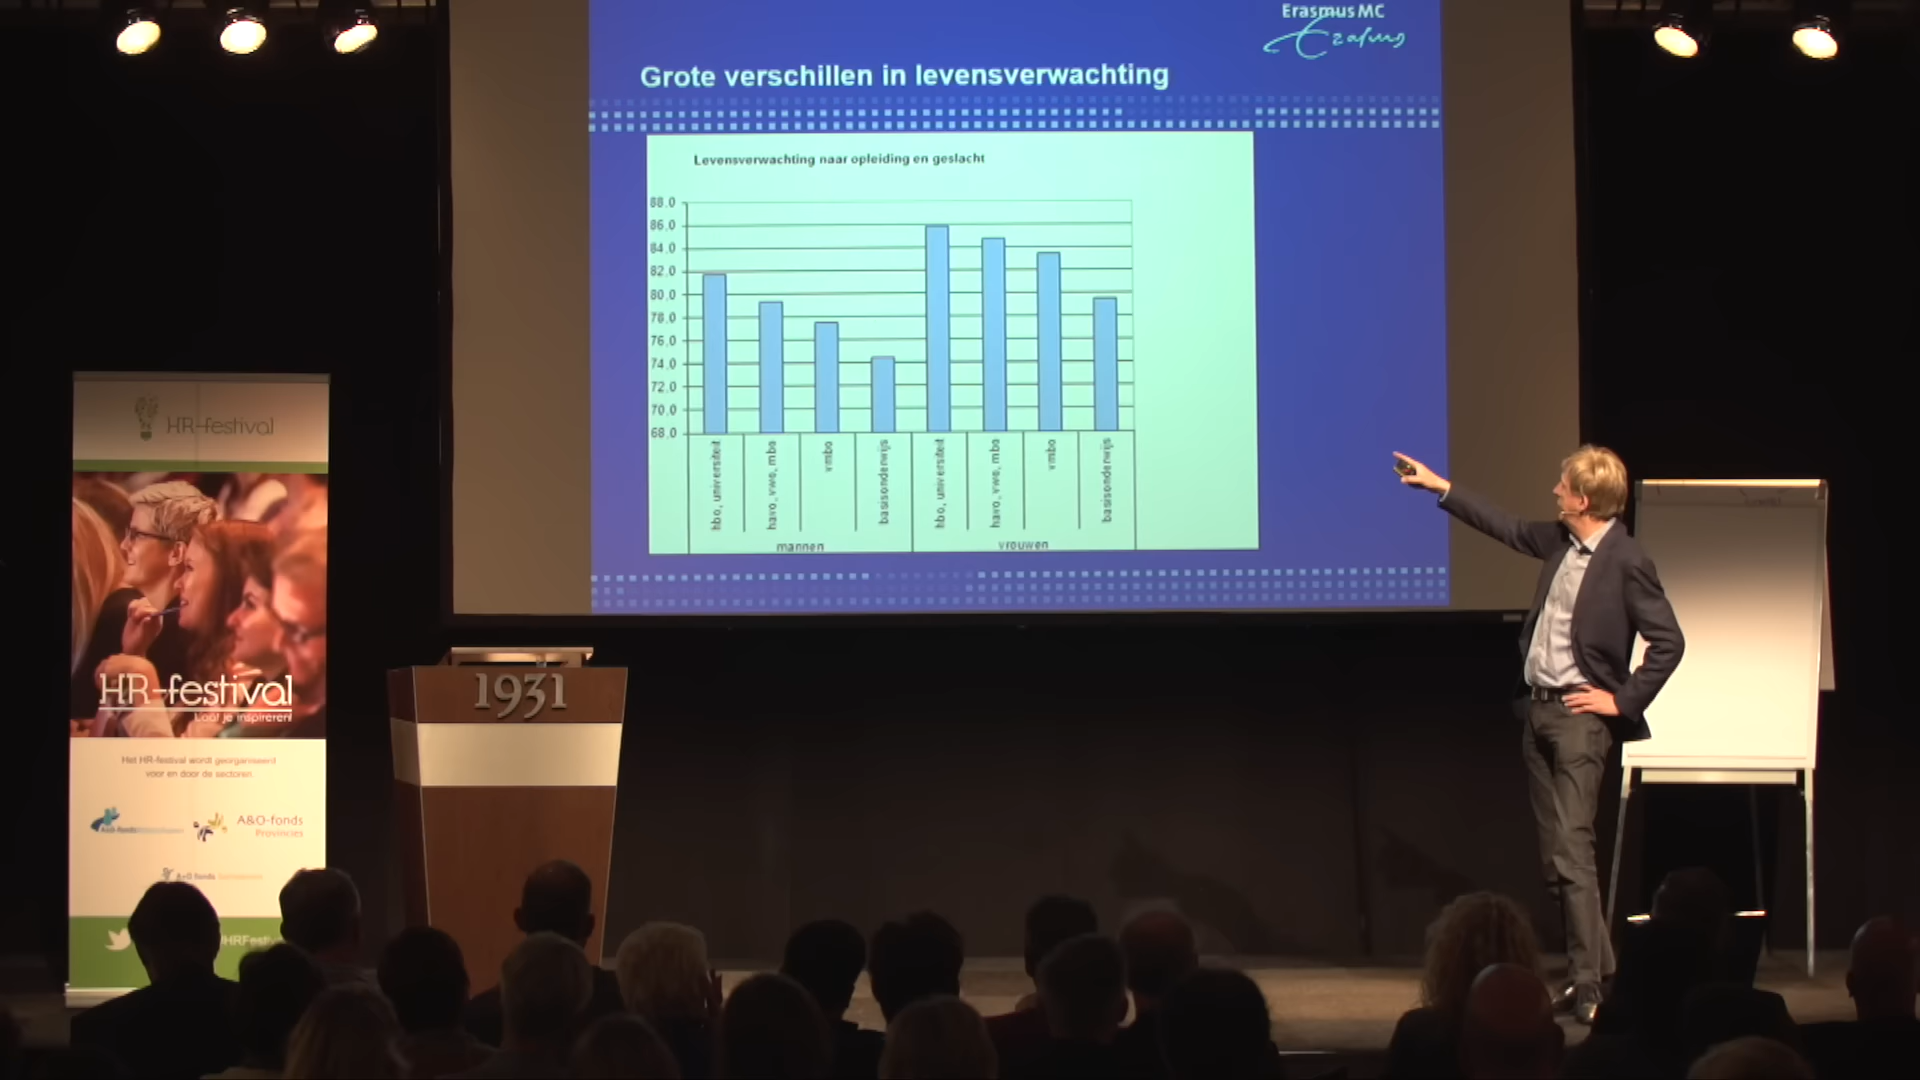 Erasmus MC
Erasmus
Grote verschillen in levensverwachting
Levensverwachting naar opleiding en geslacht
88.0
86.0
84.0
82.0
80.0
78.0
76.0
74.0
72.0
70.0
68.0
hbo, universiteit
havo, vwo, mbo
vmbo
basisonderwijs
hbo, universiteit
havo, vwo, mbo
vmbo
basisonderwijs
mannen
vrouwen
HR-festival
HR-festival
Laat je inspireren!
Het HR-festival wordt georganiseerd
voor en door de sectoren.
A&O-fonds
Provincies
A+O fonds
1931